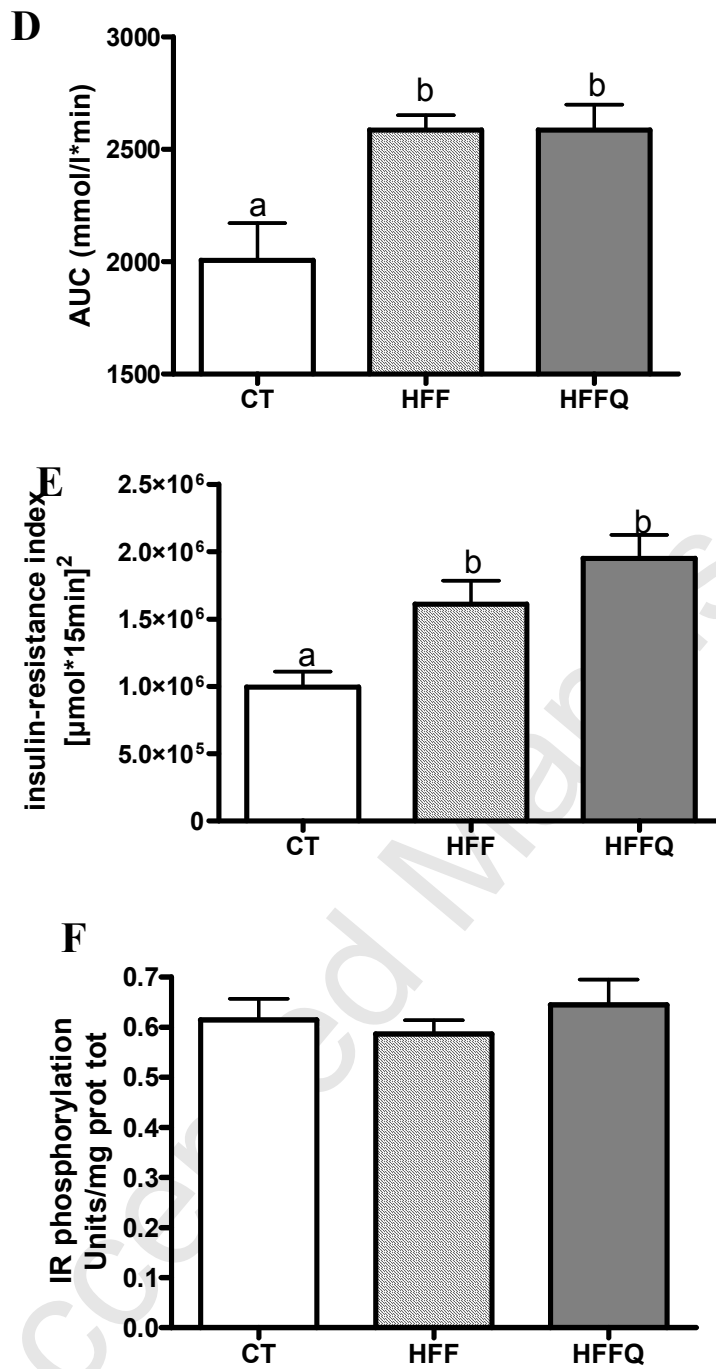 D
3000
2500
2000
1500
AUC (mmol/l*min)
a
b
b
CT HFF HFFQ
E
2.5×10⁶
2.0×10⁶
1.5×10⁶
1.0×10⁶
5.0×10⁵
0
insulin-resistance index
[µmol*15min]²
a
b
b
CT HFF HFFQ
F
0.7
0.6
0.5
0.4
0.3
0.2
0.1
0.0
IR phosphorylation
Units/mg prot tot
CT HFF HFFQ